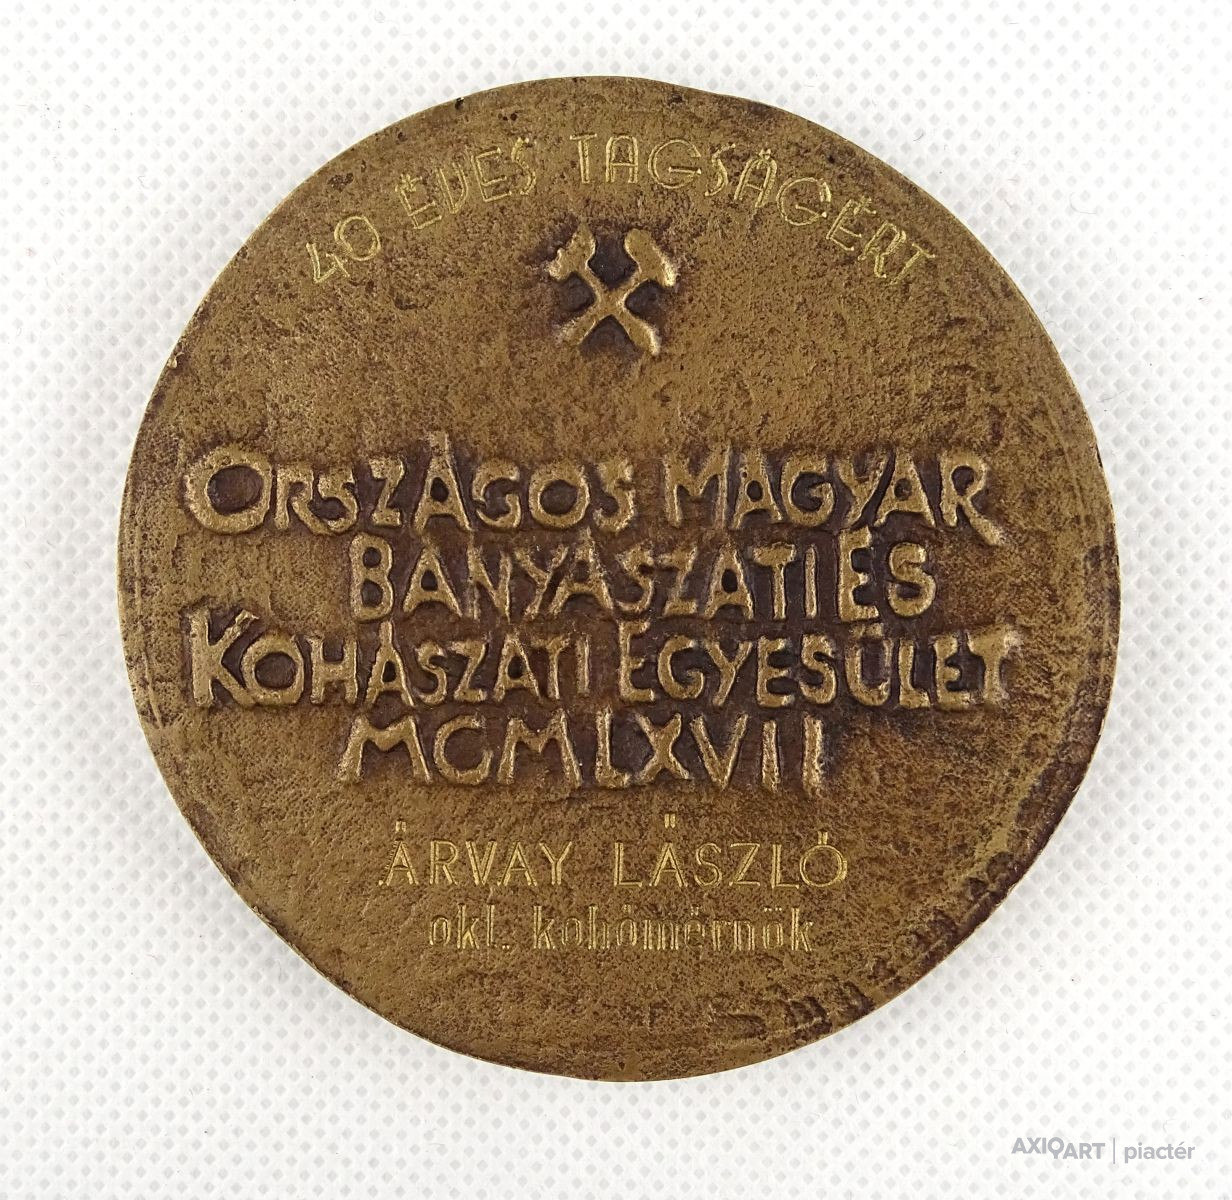 40 ÉVES TAGSÁGÉRT
ORSZÁGOS MAGYAR
BÁNYÁSZATI ÉS
KOHÁSZATI EGYESÜLET
MCMLXVII
ÁRVAY LÁSZLÓ
okl. kohómérnök
AXIOART | piactér